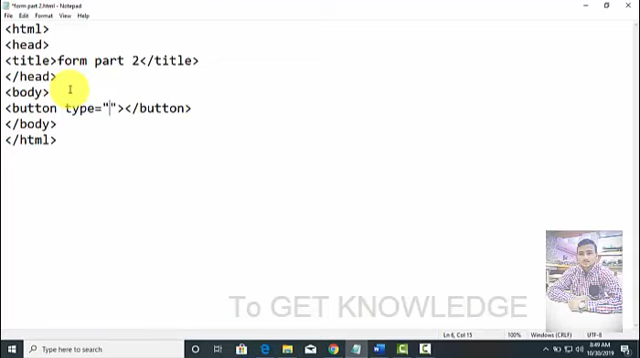 *form part 2.html - Notepad
File Edit Format View Help
<html>
<head>
<title>form part 2</title>
</head>
<body>
<button type=""></button>
</body>
</html>
To GET KNOWLEDGE
Ln 6, Col 15 100% Windows (CRLF) UTF-8
Type here to search
8:49 AM
10/30/2019